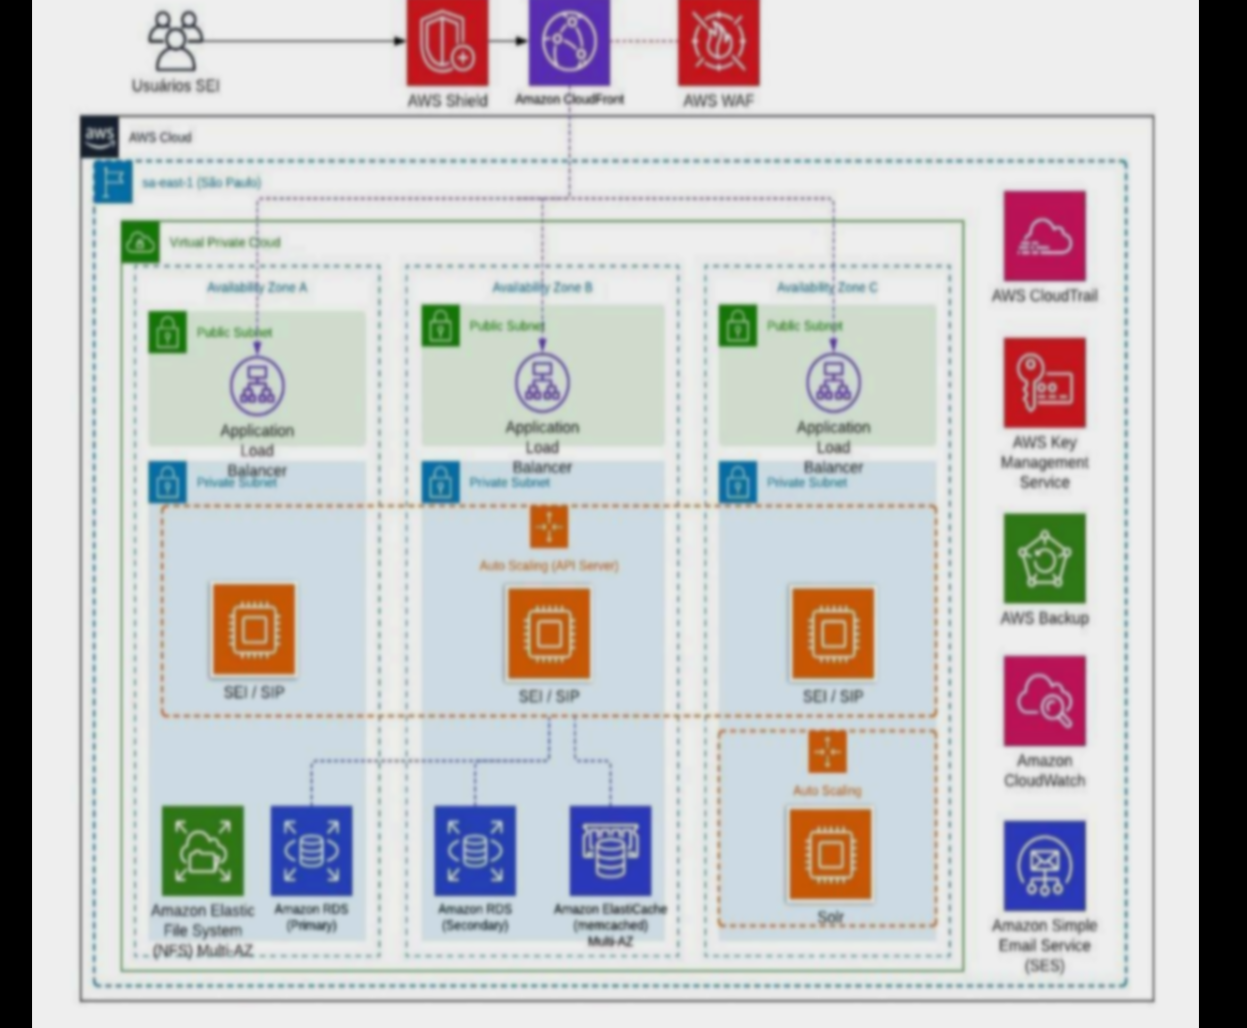 Usuários SEI
AWS Shield
Amazon CloudFront
AWS WAF
aws
AWS Cloud
sa-east-1 (São Paulo)
Virtual Private Cloud
Availability Zone A
Availability Zone B
Availability Zone C
Public Subnet
Public Subnet
Public Subnet
Application
Load
Balancer
Application
Load
Balancer
Application
Load
Balancer
Private Subnet
Private Subnet
Private Subnet
Auto Scaling (API Server)
SEI / SIP
SEI / SIP
SEI / SIP
Auto Scaling
Solr
Amazon Elastic
File System
(NFS) Multi-AZ
Amazon RDS
(Primary)
Amazon RDS
(Secondary)
Amazon ElastiCache
(memcached)
Multi-AZ
AWS CloudTrail
AWS Key
Management
Service
AWS Backup
Amazon
CloudWatch
Amazon Simple
Email Service
(SES)